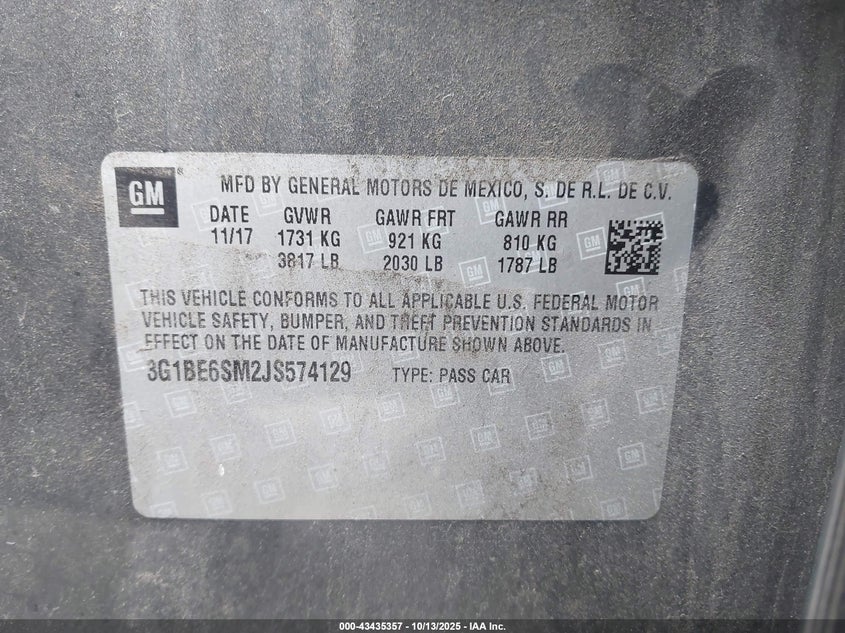 GM ®
MFD BY GENERAL MOTORS DE MEXICO, S. DE R.L. DE C.V.
DATE GVWR GAWR FRT GAWR RR
11/17 1731 KG 921 KG 810 KG
3817 LB 2030 LB 1787 LB
THIS VEHICLE CONFORMS TO ALL APPLICABLE U.S. FEDERAL MOTOR
VEHICLE SAFETY, BUMPER, AND THEFT PREVENTION STANDARDS IN
EFFECT ON THE DATE OF MANUFACTURE SHOWN ABOVE.
3G1BE6SM2JS574129 TYPE: PASS CAR
000-43435357 | 10/13/2025 - IAA Inc.